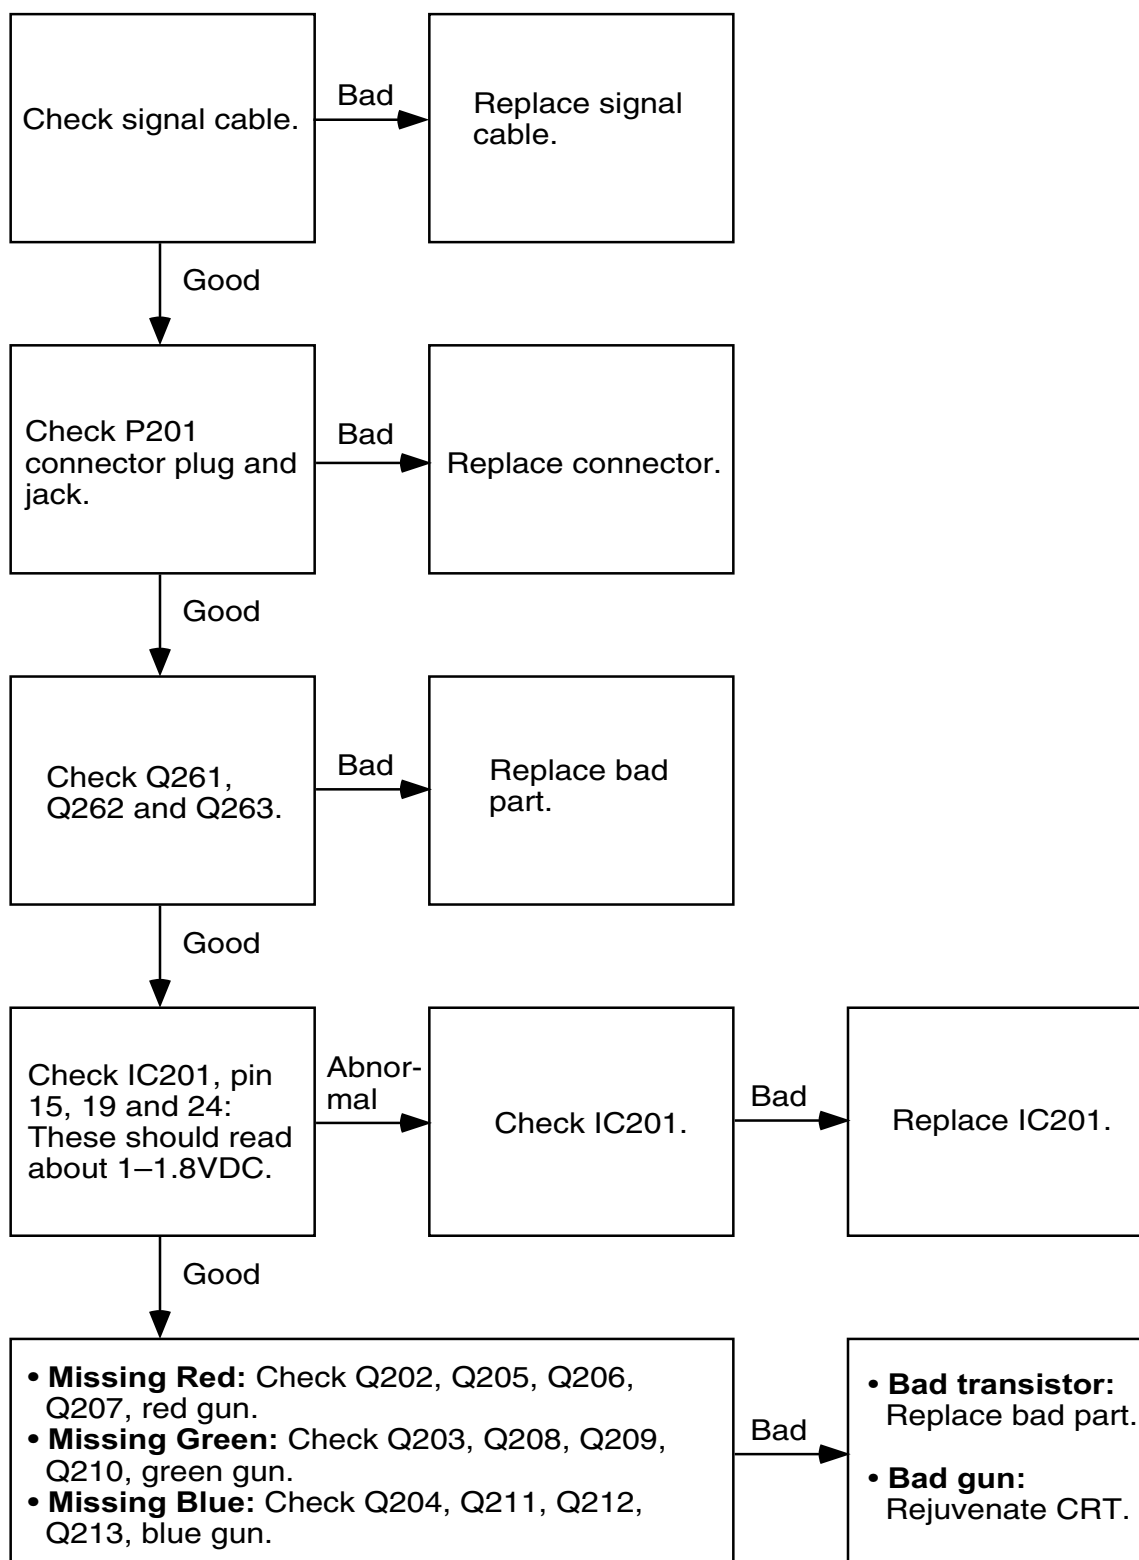 Check signal cable.
Bad
Replace signal
cable.
Good
Check P201
connector plug and
jack.
Bad
Replace connector.
Good
Check Q261,
Q262 and Q263.
Bad
Replace bad
part.
Good
Check IC201, pin
15, 19 and 24:
These should read
about 1–1.8VDC.
Abnor-
mal
Check IC201.
Bad
Replace IC201.
Good
• Missing Red: Check Q202, Q205, Q206,
Q207, red gun.
• Missing Green: Check Q203, Q208, Q209,
Q210, green gun.
• Missing Blue: Check Q204, Q211, Q212,
Q213, blue gun.
Bad
• Bad transistor:
Replace bad part.
• Bad gun:
Rejuvenate CRT.